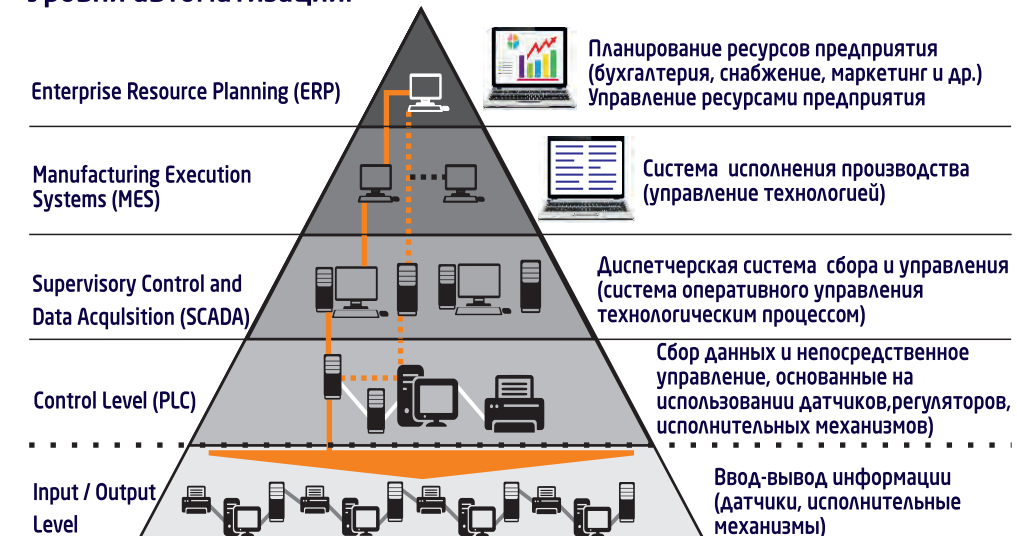 Уровни автоматизации:
Enterprise Resource Planning (ERP)
Планирование ресурсов предприятия
(бухгалтерия, снабжение, маркетинг и др.)
Управление ресурсами предприятия
Manufacturing Execution
Systems (MES)
Система исполнения производства
(управление технологией)
Supervisory Control and
Data Acqulsition (SCADA)
Диспетчерская система сбора и управления
(система оперативного управления
технологическим процессом)
Control Level (PLC)
Сбор данных и непосредственное
управление, основанные на
использовании датчиков,регуляторов,
исполнительных механизмов)
Input / Output
Level
Ввод-вывод информации
(датчики, исполнительные
механизмы)